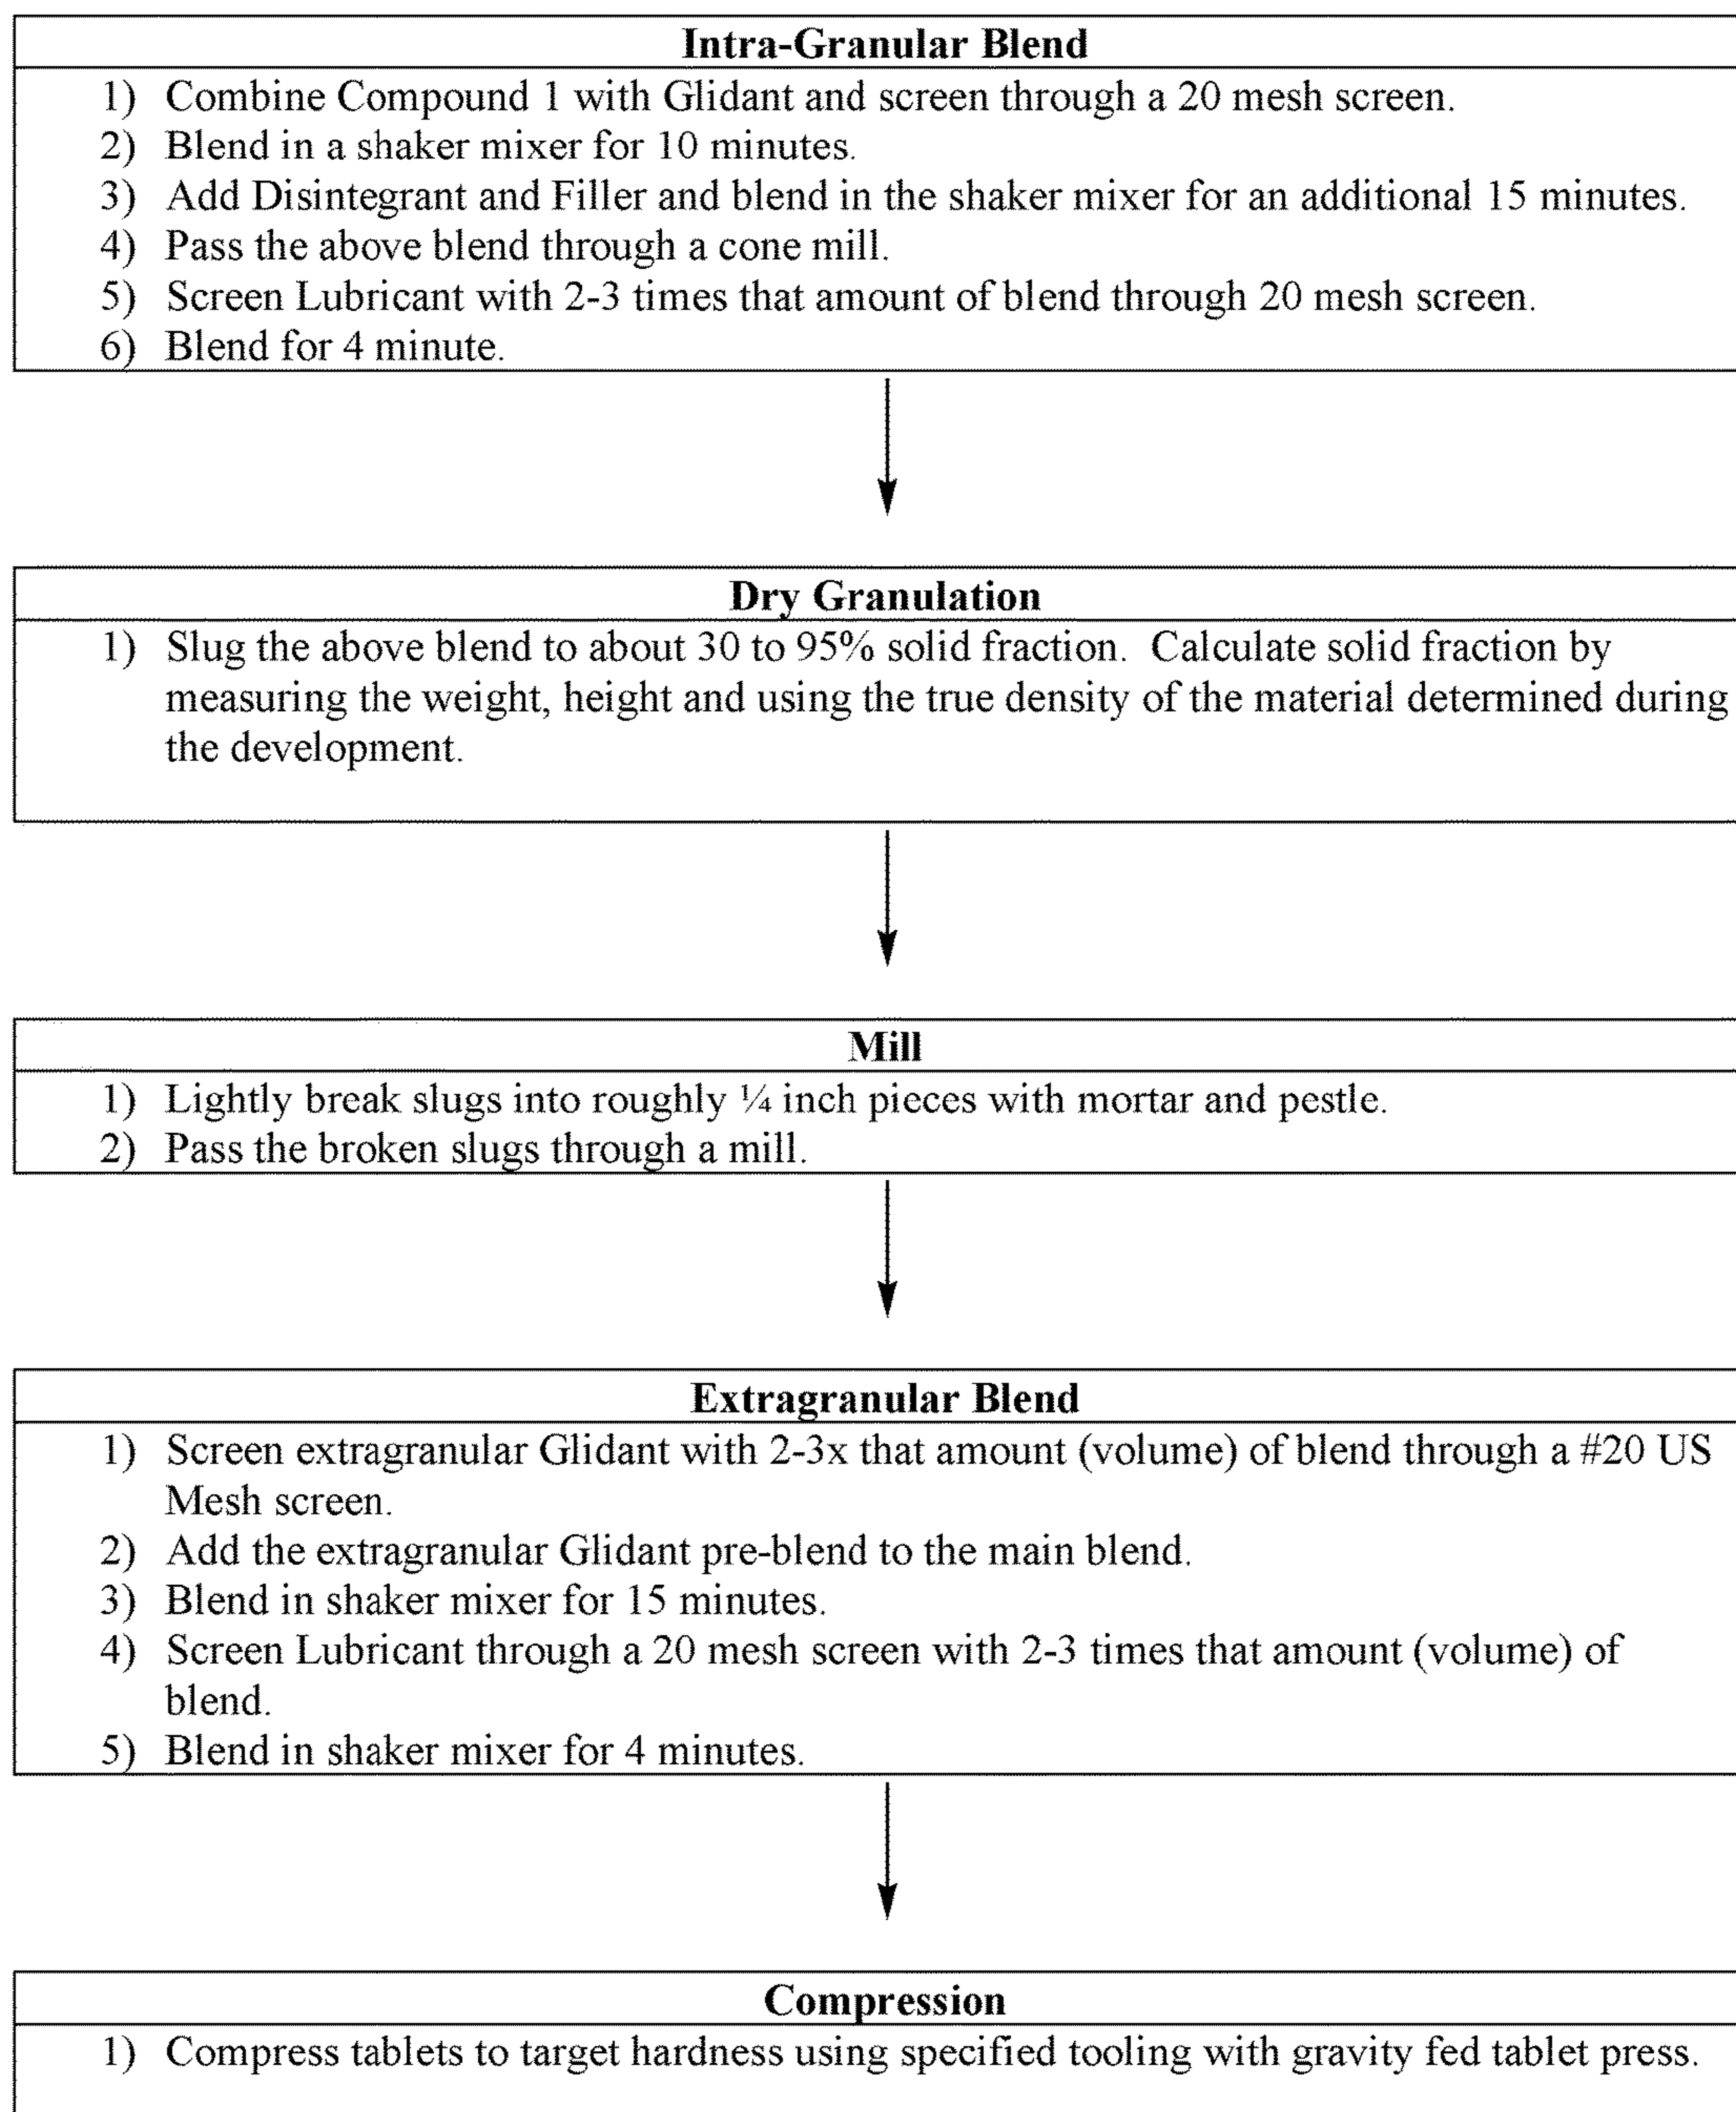 Intra-Granular Blend
1) Combine Compound 1 with Glidant and screen through a 20 mesh screen.
2) Blend in a shaker mixer for 10 minutes.
3) Add Disintegrant and Filler and blend in the shaker mixer for an additional 15 minutes.
4) Pass the above blend through a cone mill.
5) Screen Lubricant with 2-3 times that amount of blend through 20 mesh screen.
6) Blend for 4 minute.
Dry Granulation
1) Slug the above blend to about 30 to 95% solid fraction. Calculate solid fraction by
measuring the weight, height and using the true density of the material determined during
the development.
Mill
1) Lightly break slugs into roughly ¼ inch pieces with mortar and pestle.
2) Pass the broken slugs through a mill.
Extragranular Blend
1) Screen extragranular Glidant with 2-3x that amount (volume) of blend through a #20 US
Mesh screen.
2) Add the extragranular Glidant pre-blend to the main blend.
3) Blend in shaker mixer for 15 minutes.
4) Screen Lubricant through a 20 mesh screen with 2-3 times that amount (volume) of
blend.
5) Blend in shaker mixer for 4 minutes.
Compression
1) Compress tablets to target hardness using specified tooling with gravity fed tablet press.